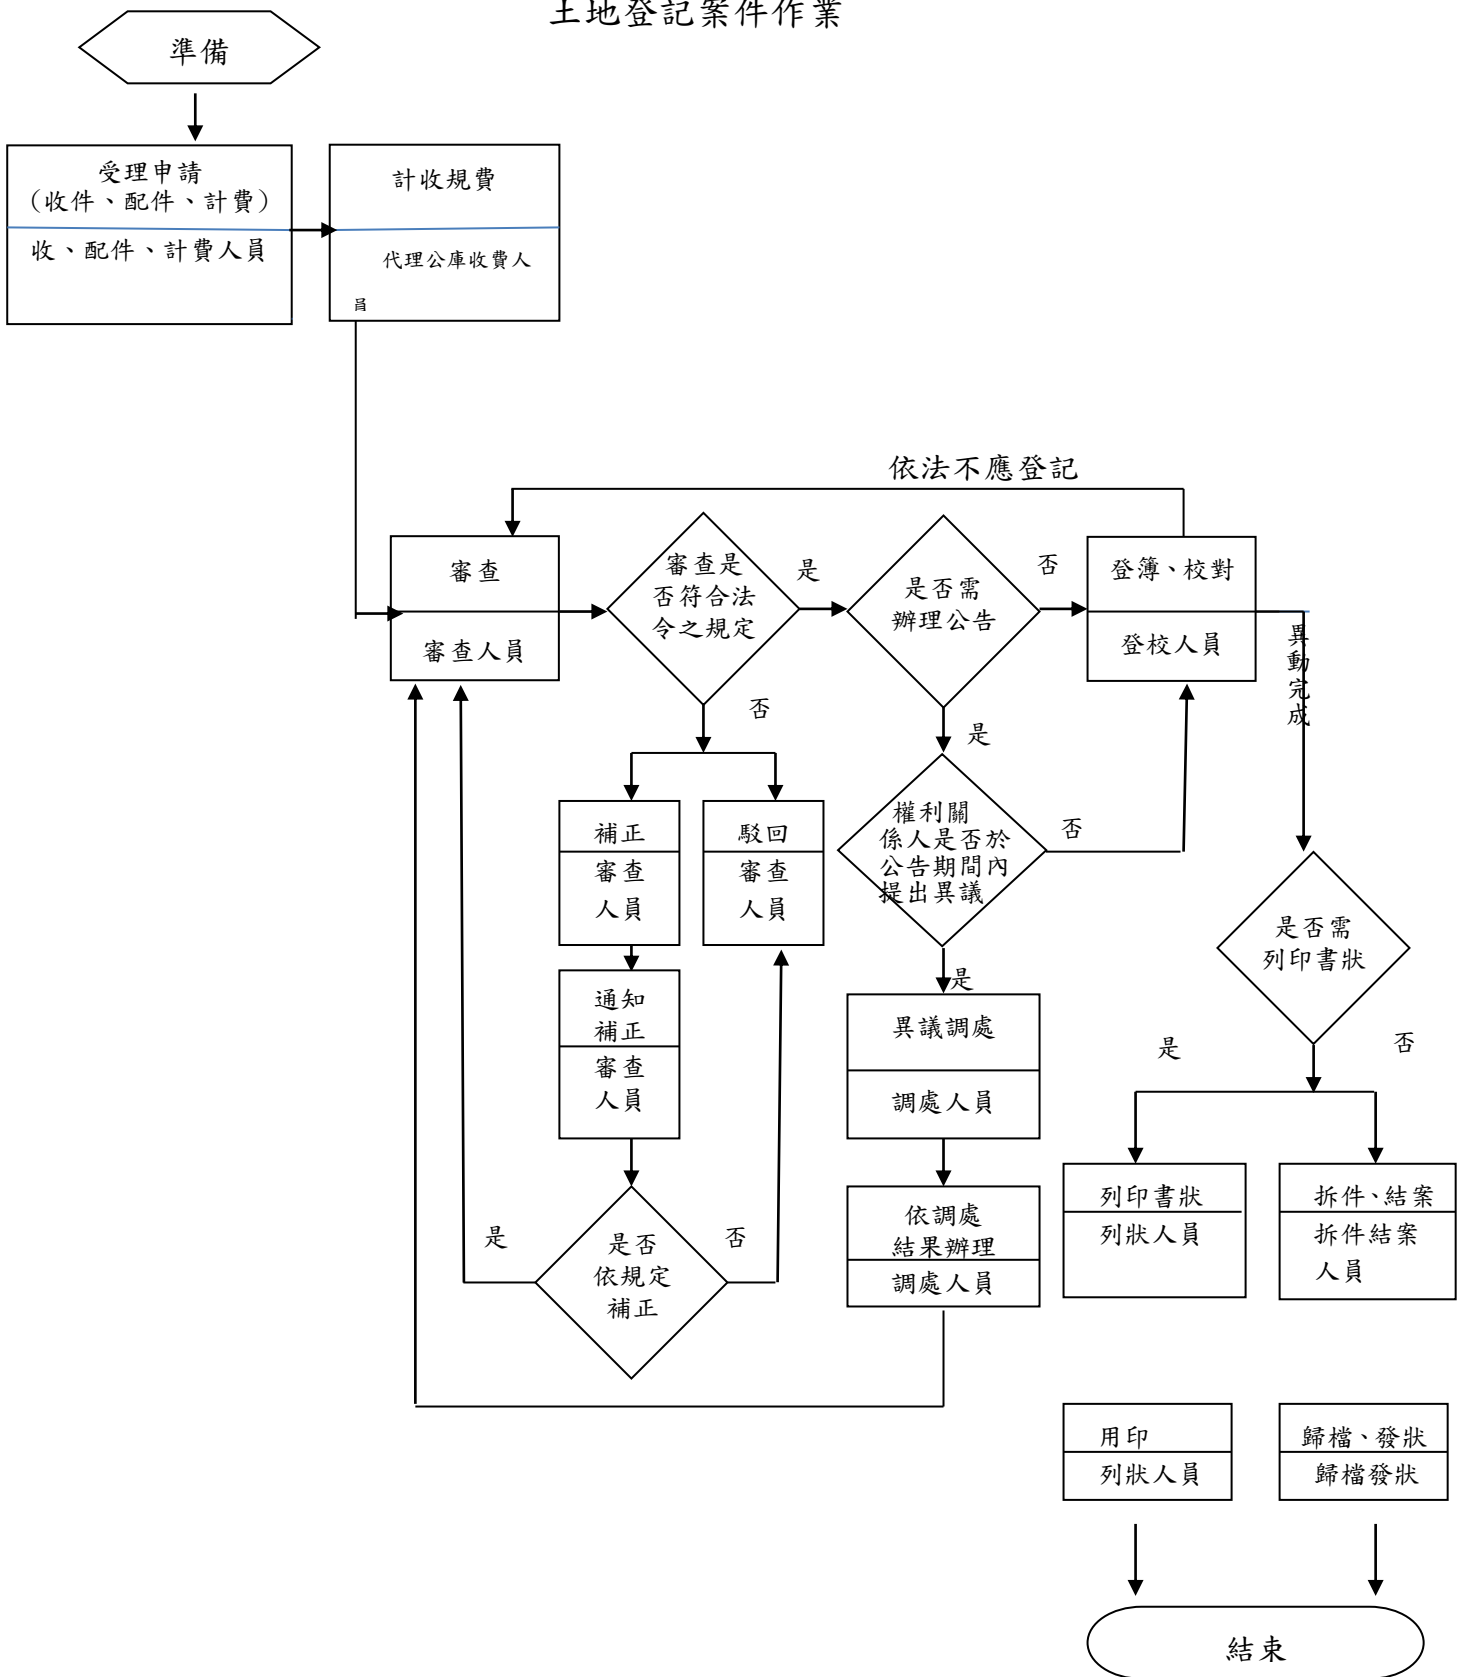 土地登記案件作業
準備
受理申請
（收件、配件、計費）
收、配件、計費人員
計收規費
代理公庫收費人
員
依法不應登記
審查
審查人員
審查是
否符合法
令之規定
是
否
是否需
辦理公告
否
是
登簿、校對
登校人員
異動完成
補正
審查
人員
駁回
審查
人員
權利關
係人是否於
公告期間內
提出異議
否
是
是否需
列印書狀
是
否
通知
補正
審查
人員
異議調處
調處人員
是否
依規定
補正
是
否
依調處
結果辦理
調處人員
列印書狀
列狀人員
拆件、結案
拆件結案
人員
用印
列狀人員
歸檔、發狀
歸檔發狀
結束